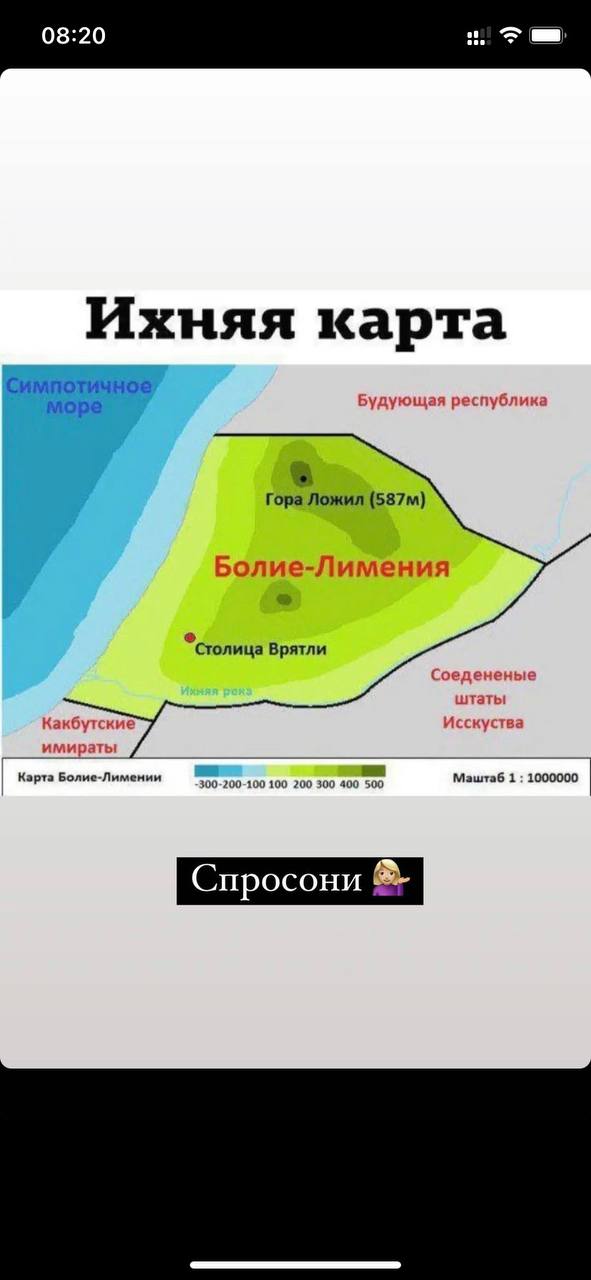 08:20
Ихняя карта
Симпотичное
море
Будующая республика
Гора Ложил (587м)
Болие-Лимения
Столица Врятли
Ихняя река
Соедененые
штаты
Исскуства
Какбутские
имираты
Карта Болие-Лимении
-300-200-100 100 200 300 400 500
Маштаб 1 : 1000000
Спросони 💁🏼‍♀️